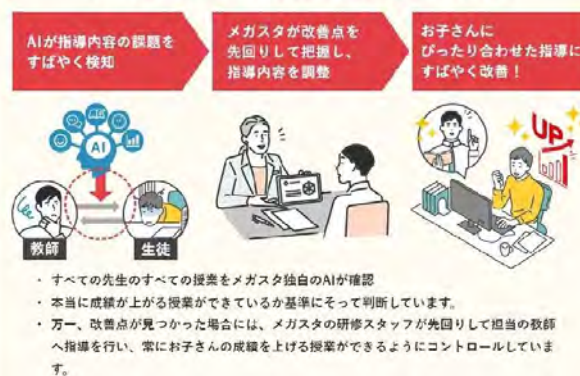 AIが指導内容の課題を
すばやく検知
メガスタが改善点を
先回りして把握し、
指導内容を調整
お子さんに
ぴったり合わせた指導に
すばやく改善！
AI
UP
教師
生徒
・ すべての先生のすべての授業をメガスタ独自のAIが確認
・ 本当に成績が上がる授業ができているか基準にそって判断しています。
・ 万一、改善点が見つかった場合には、メガスタの研修スタッフが先回りして担当の教師
へ指導を行い、常にお子さんの成績を上げる授業ができるようにコントロールしていま
す。